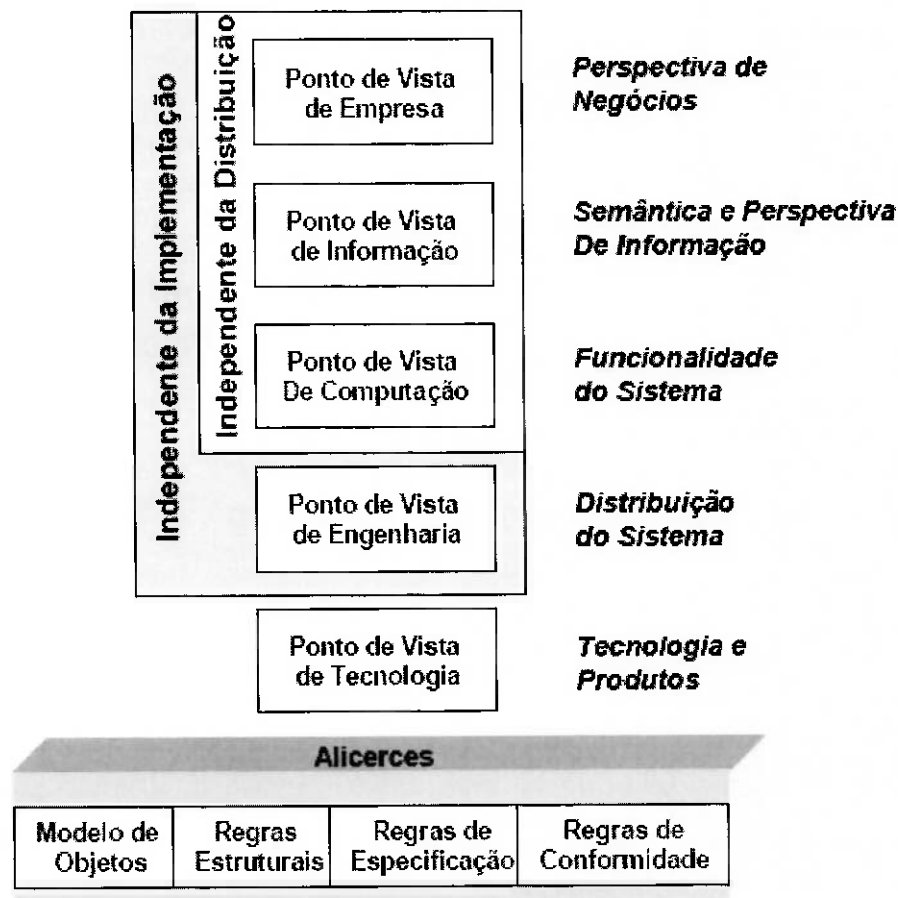 Independente da Implementação
Independente da Distribuição
Ponto de Vista
de Empresa
Perspectiva de
Negócios
Ponto de Vista
de Informação
Semântica e Perspectiva
De Informação
Ponto de Vista
De Computação
Funcionalidade
do Sistema
Ponto de Vista
de Engenharia
Distribuição
do Sistema
Ponto de Vista
de Tecnologia
Tecnologia e
Produtos
Alicerces
Modelo de
Objetos
Regras
Estruturais
Regras de
Especificação
Regras de
Conformidade